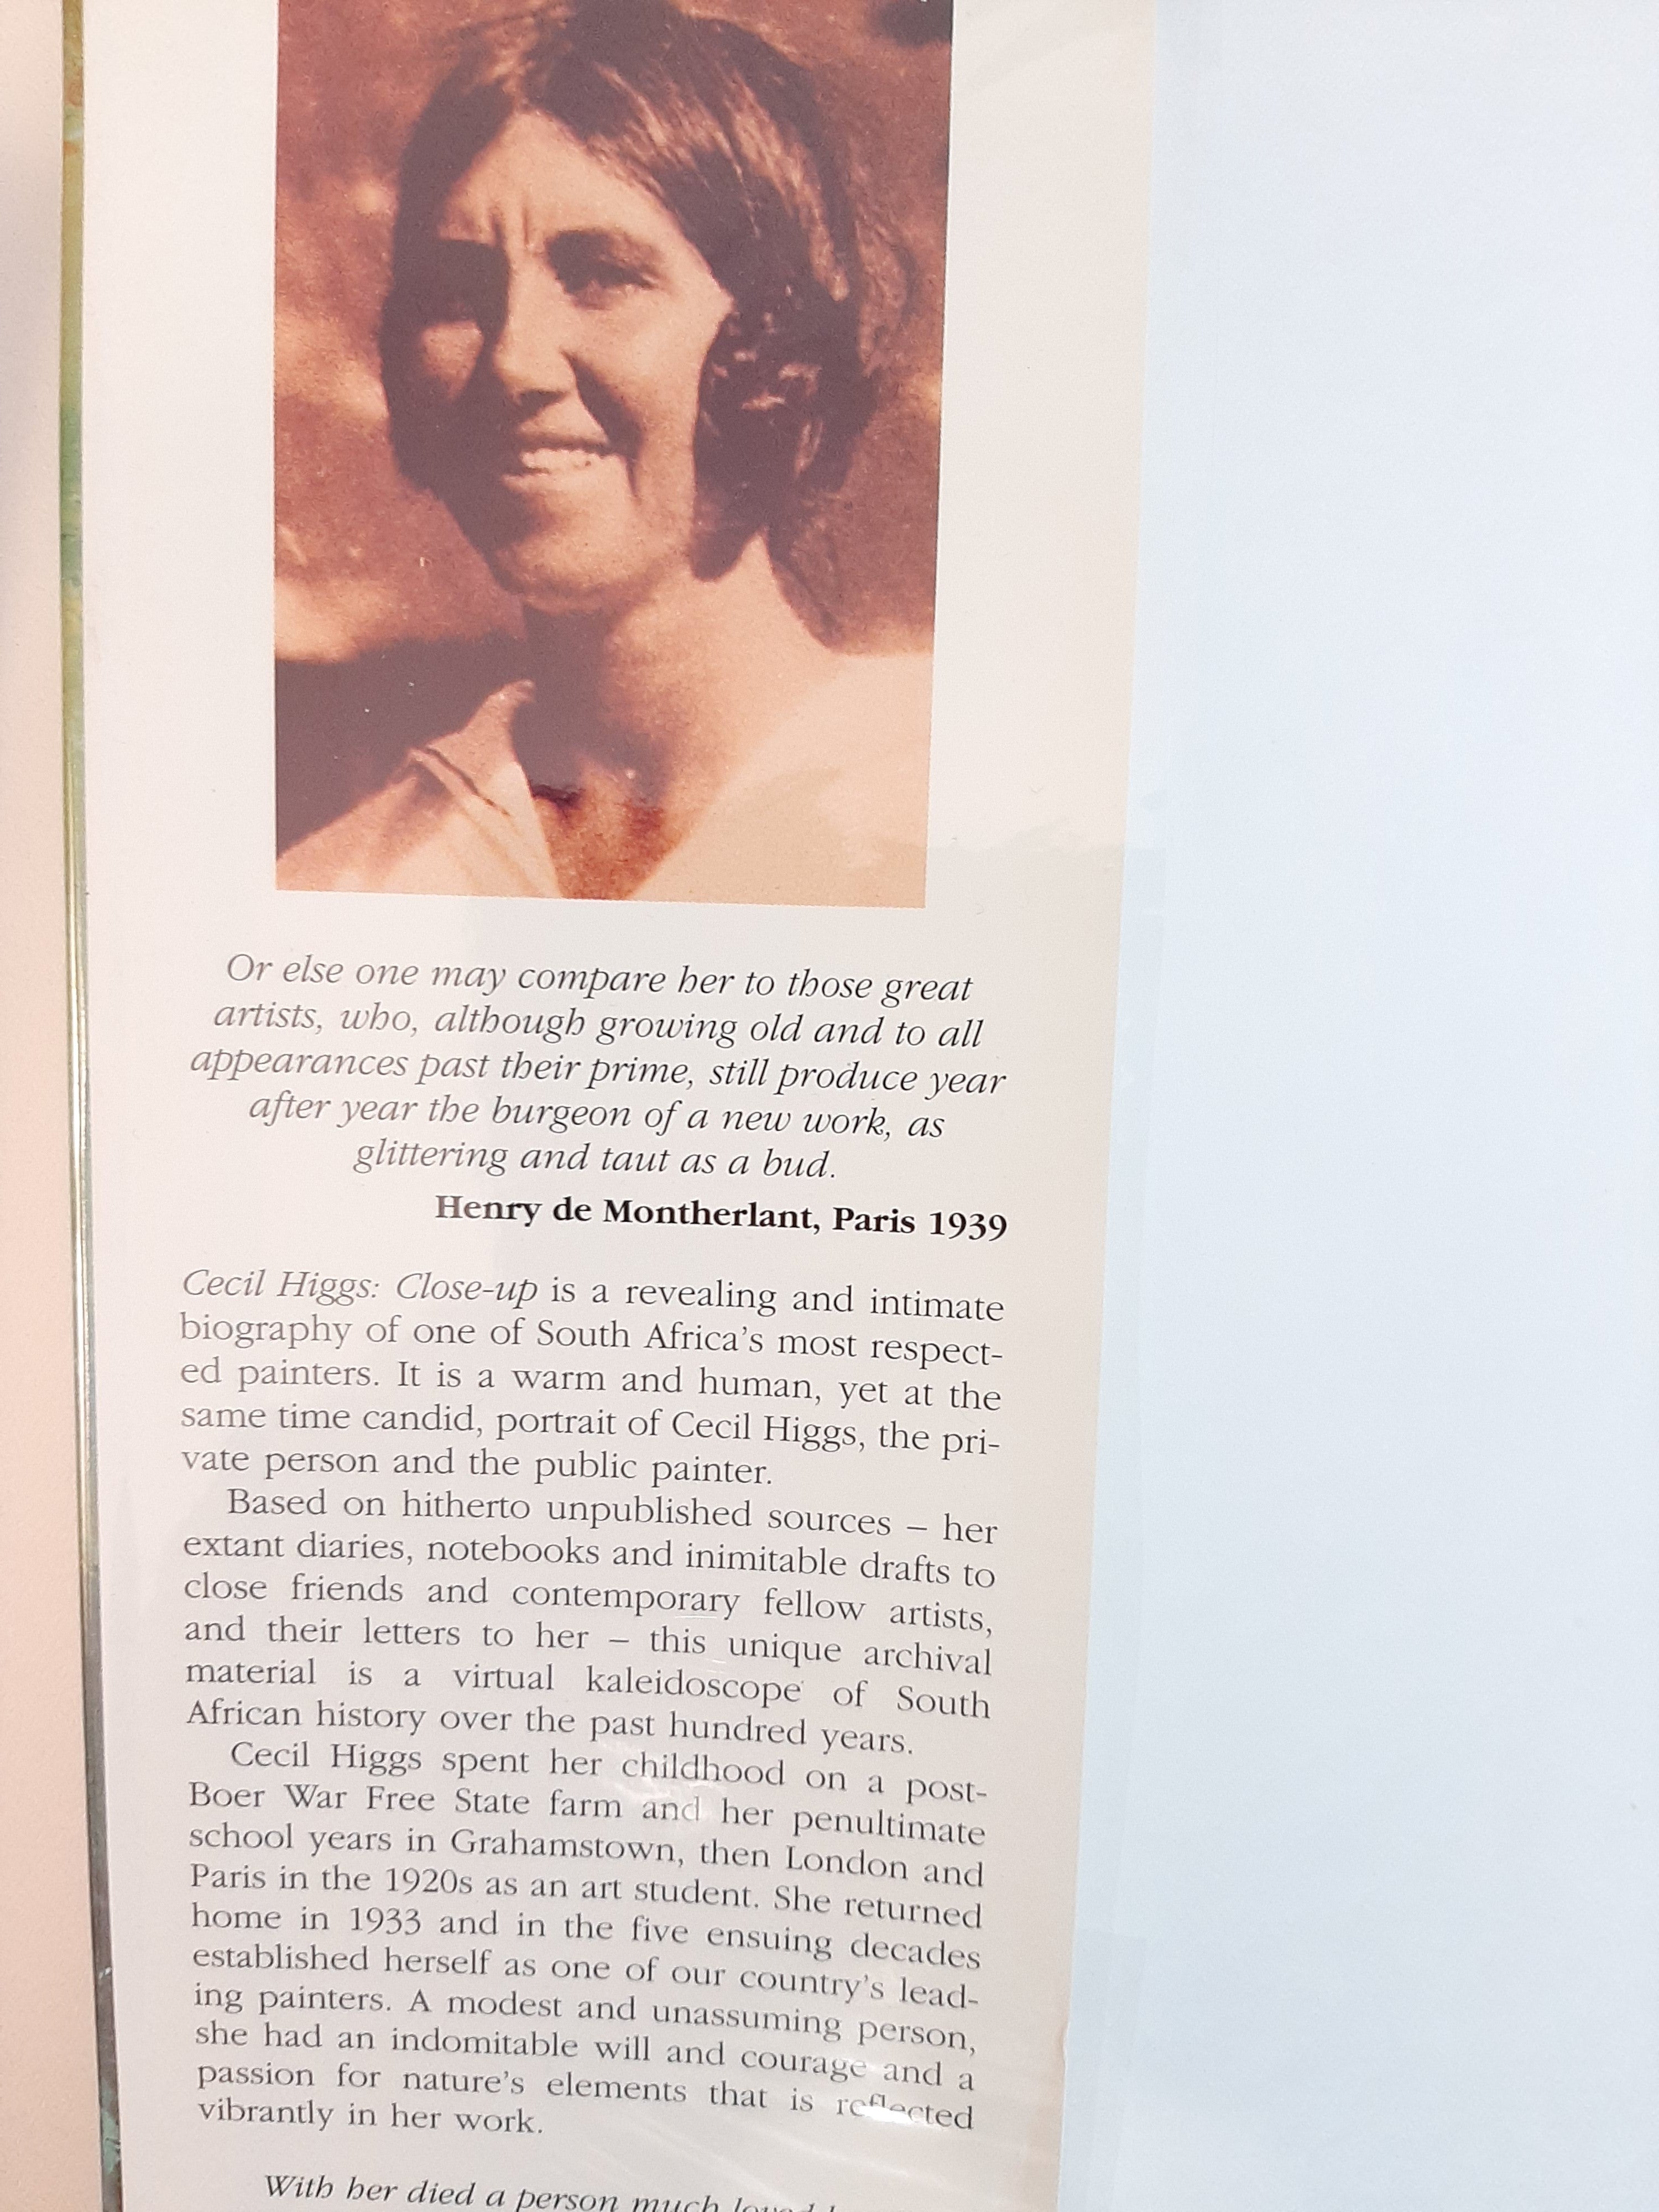 Or else one may compare her to those great
artists, who, although growing old and to all
appearances past their prime, still produce year
after year the burgeon of a new work, as
glittering and taut as a bud.
Henry de Montherlant, Paris 1939
Cecil Higgs: Close-up is a revealing and intimate
biography of one of South Africa's most respect-
ed painters. It is a warm and human, yet at the
same time candid, portrait of Cecil Higgs, the pri-
vate person and the public painter.
Based on hitherto unpublished sources – her
extant diaries, notebooks and inimitable drafts to
close friends and contemporary fellow artists,
and their letters to her – this unique archival
material is a virtual kaleidoscope of South
African history over the past hundred years.
Cecil Higgs spent her childhood on a post-
Boer War Free State farm and her penultimate
school years in Grahamstown, then London and
Paris in the 1920s as an art student. She returned
home in 1933 and in the five ensuing decades
established herself as one of our country's lead-
ing painters. A modest and unassuming person,
she had an indomitable will and courage and a
passion for nature's elements that is reflected
vibrantly in her work.
With her died a person much loved